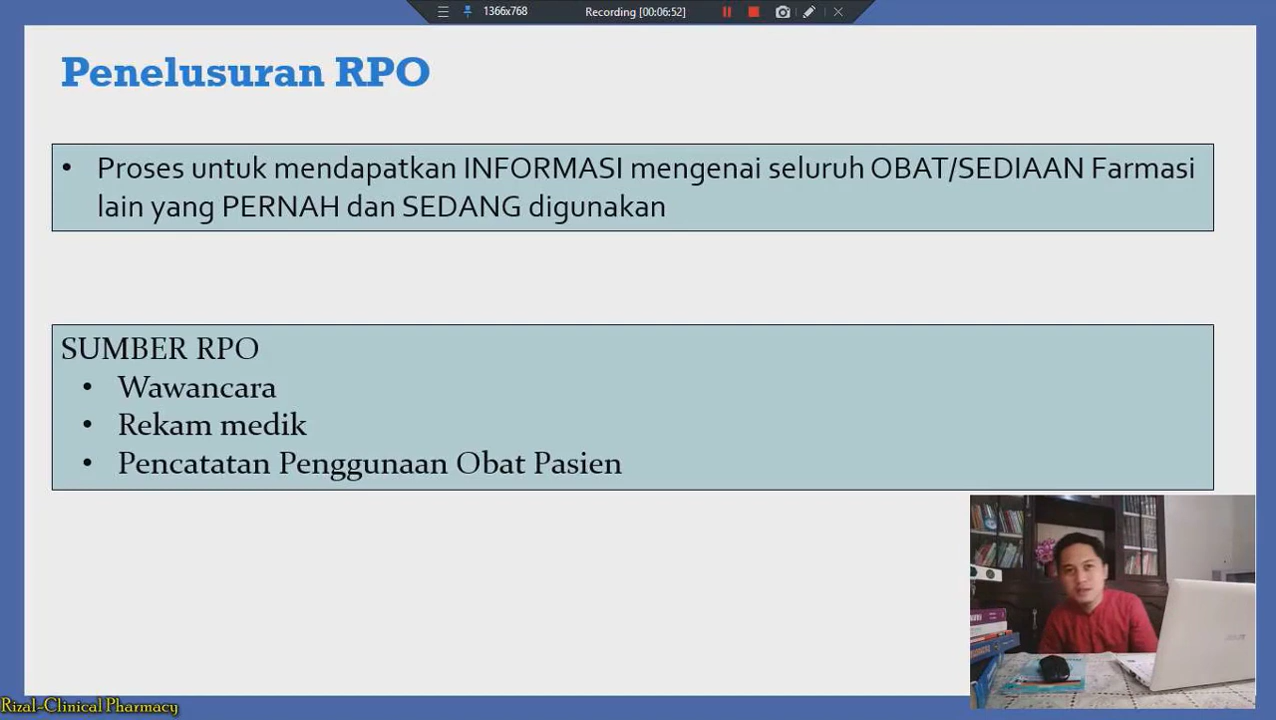 1366x768 Recording [00:06:52]
Penelusuran RPO
• Proses untuk mendapatkan INFORMASI mengenai seluruh OBAT/SEDIAAN Farmasi
lain yang PERNAH dan SEDANG digunakan
SUMBER RPO
• Wawancara
• Rekam medik
• Pencatatan Penggunaan Obat Pasien
Rizal-Clinical Pharmacy